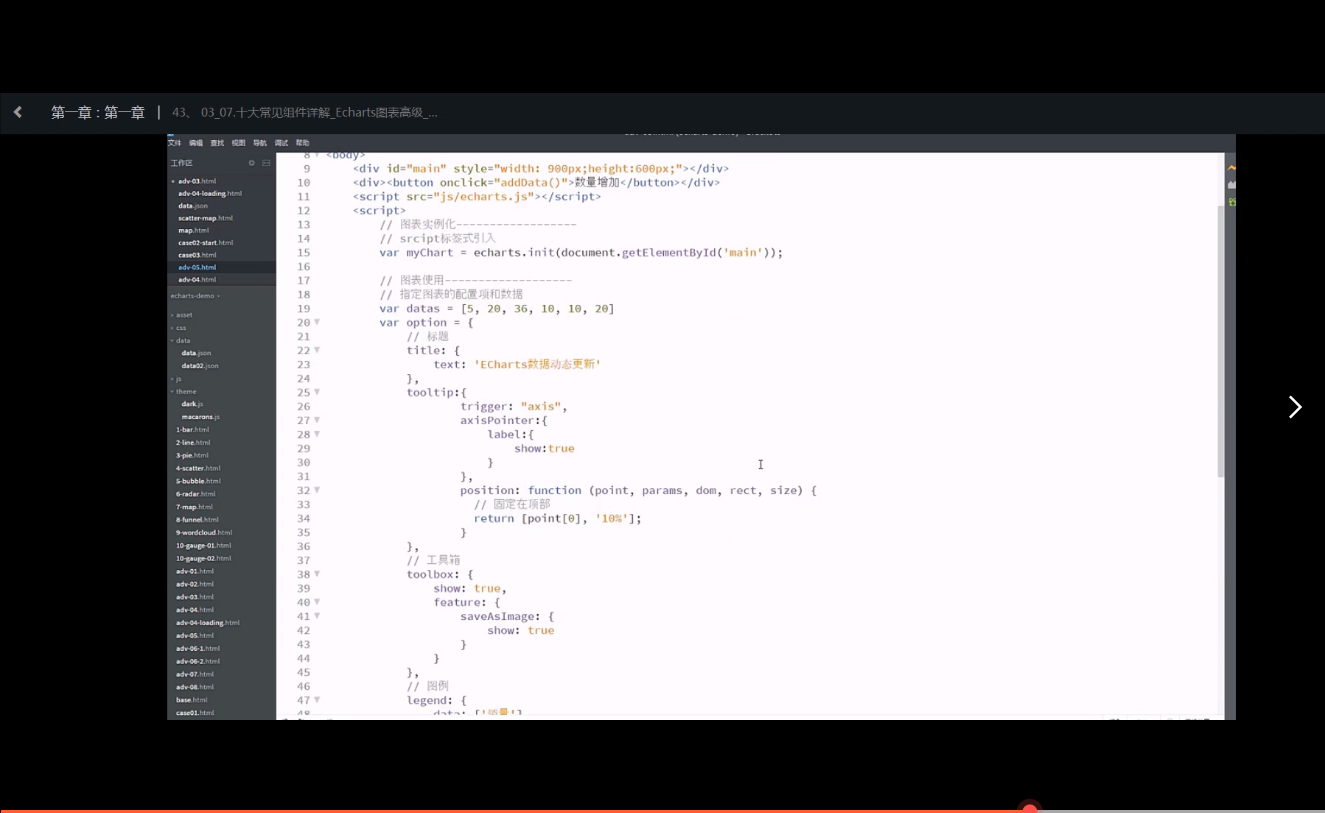 第一章 : 第一章 | 43、 03_07.十大常见组件详解_Echarts图表高级_...
文件 编辑 查找 视图 导航 调试 帮助
工作区
adv-03.html
adv-04-loading.html
data.json
scatter-map.html
map.html
case02-start.html
case03.html
adv-05.html
adv-04.html
echarts-demo
asset
css
data
data.json
data02.json
js
theme
dark.js
macarons.js
1-bar.html
2-line.html
3-pie.html
4-scatter.html
5-bubble.html
6-radar.html
7-map.html
8-funnel.html
9-wordcloud.html
10-gauge-01.html
10-gauge-02.html
adv-01.html
adv-02.html
adv-03.html
adv-04.html
adv-04-loading.html
adv-05.html
adv-06-1.html
adv-06-2.html
adv-07.html
adv-08.html
base.html
case01.html
8 <body>
9 <div id="main" style="width: 900px;height:600px;"></div>
10 <div><button onclick="addData()">数量增加</button></div>
11 <script src="js/echarts.js"></script>
12 <script>
13 // 图表实例化------------------
14 // srcipt标签式引入
15 var myChart = echarts.init(document.getElementById('main'));
16
17 // 图表使用-------------------
18 // 指定图表的配置项和数据
19 var datas = [5, 20, 36, 10, 10, 20]
20 var option = {
21 // 标题
22 title: {
23 text: 'ECharts数据动态更新'
24 },
25 tooltip:{
26 trigger: "axis",
27 axisPointer:{
28 label:{
29 show:true
30 }
31 },
32 position: function (point, params, dom, rect, size) {
33 // 固定在顶部
34 return [point[0], '10%'];
35 }
36 },
37 // 工具箱
38 toolbox: {
39 show: true,
40 feature: {
41 saveAsImage: {
42 show: true
43 }
44 }
45 },
46 // 图例
47 legend: {
48 data: ['销量']